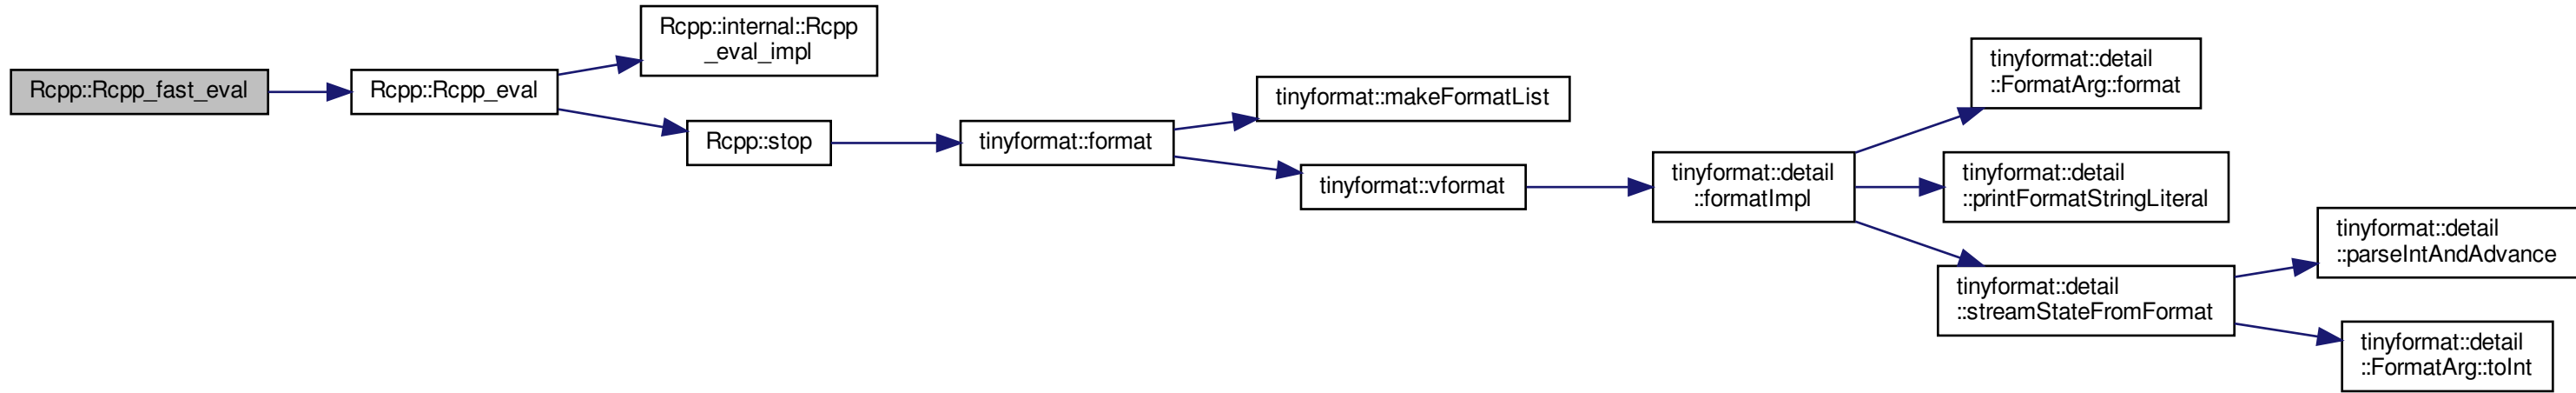 Rcpp::Rcpp_fast_eval
Rcpp::Rcpp_eval
Rcpp::internal::Rcpp
_eval_impl
Rcpp::stop
tinyformat::format
tinyformat::makeFormatList
tinyformat::vformat
tinyformat::detail
::formatImpl
tinyformat::detail
::FormatArg::format
tinyformat::detail
::printFormatStringLiteral
tinyformat::detail
::streamStateFromFormat
tinyformat::detail
::parseIntAndAdvance
tinyformat::detail
::FormatArg::toInt